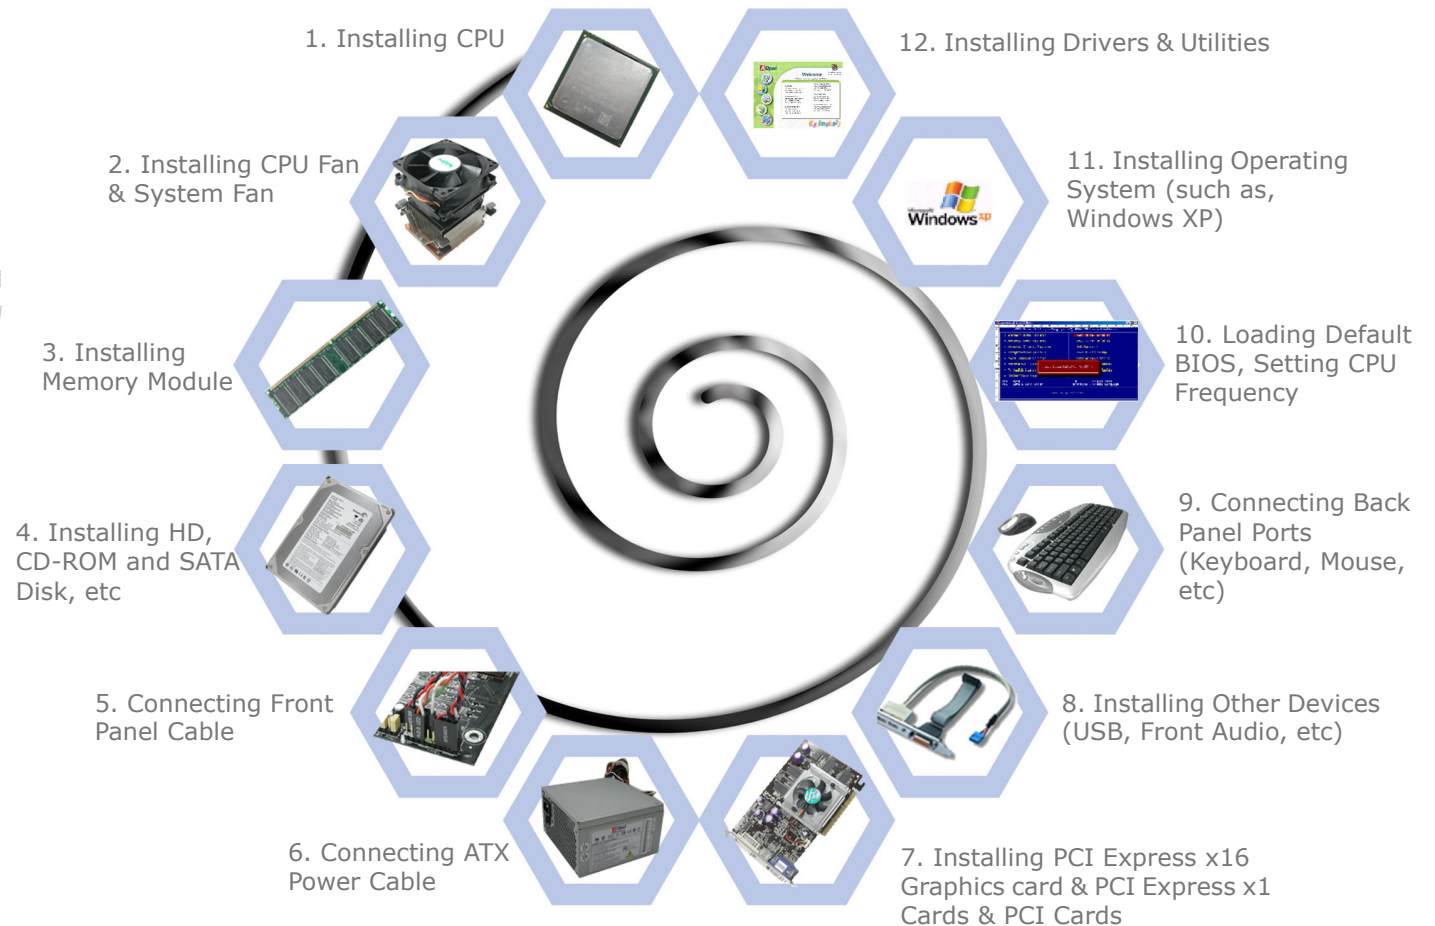 1. Installing CPU
2. Installing CPU Fan
& System Fan
3. Installing
Memory Module
4. Installing HD,
CD-ROM and SATA
Disk, etc
5. Connecting Front
Panel Cable
6. Connecting ATX
Power Cable
7. Installing PCI Express x16
Graphics card & PCI Express x1
Cards & PCI Cards
8. Installing Other Devices
(USB, Front Audio, etc)
9. Connecting Back
Panel Ports
(Keyboard, Mouse,
etc)
10. Loading Default
BIOS, Setting CPU
Frequency
11. Installing Operating
System (such as,
Windows XP)
Microsoft
Windows xp
12. Installing Drivers & Utilities
AOpen
Welcome